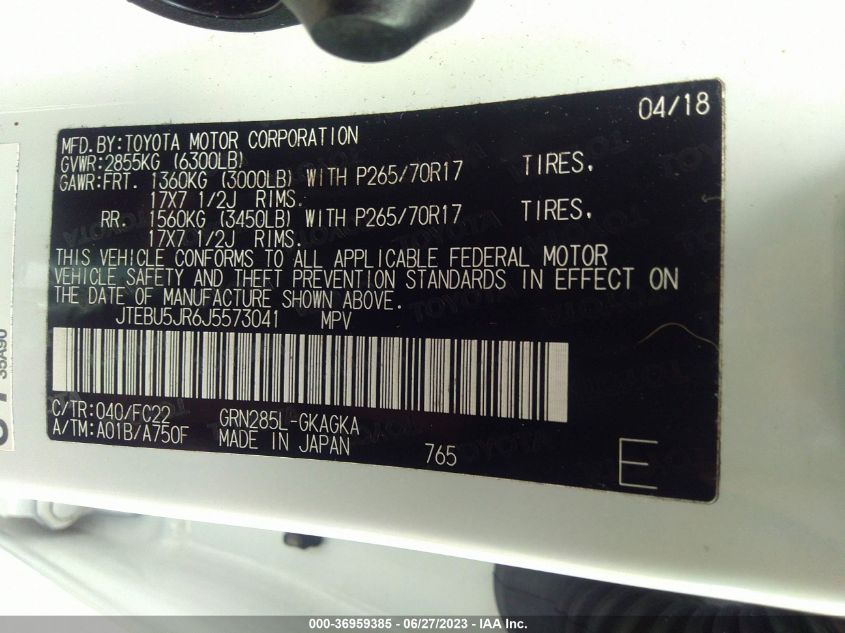 04/18
MFD.BY:TOYOTA MOTOR CORPORATION
GVWR:2855KG (6300LB)
GAWR:FRT. 1360KG (3000LB) WITH P265/70R17 TIRES,
17X7 1/2J RIMS.
RR. 1560KG (3450LB) WITH P265/70R17 TIRES,
17X7 1/2J RIMS.
THIS VEHICLE CONFORMS TO ALL APPLICABLE FEDERAL MOTOR
VEHICLE SAFETY AND THEFT PREVENTION STANDARDS IN EFFECT ON
THE DATE OF MANUFACTURE SHOWN ABOVE.
JTEBU5JR6J5573041 MPV
C/TR:040/FC22 GRN285L-GKAGKA
A/TM:A01B/A750F MADE IN JAPAN 765
E
35A90
000-36959385 - 06/27/2023 - IAA Inc.